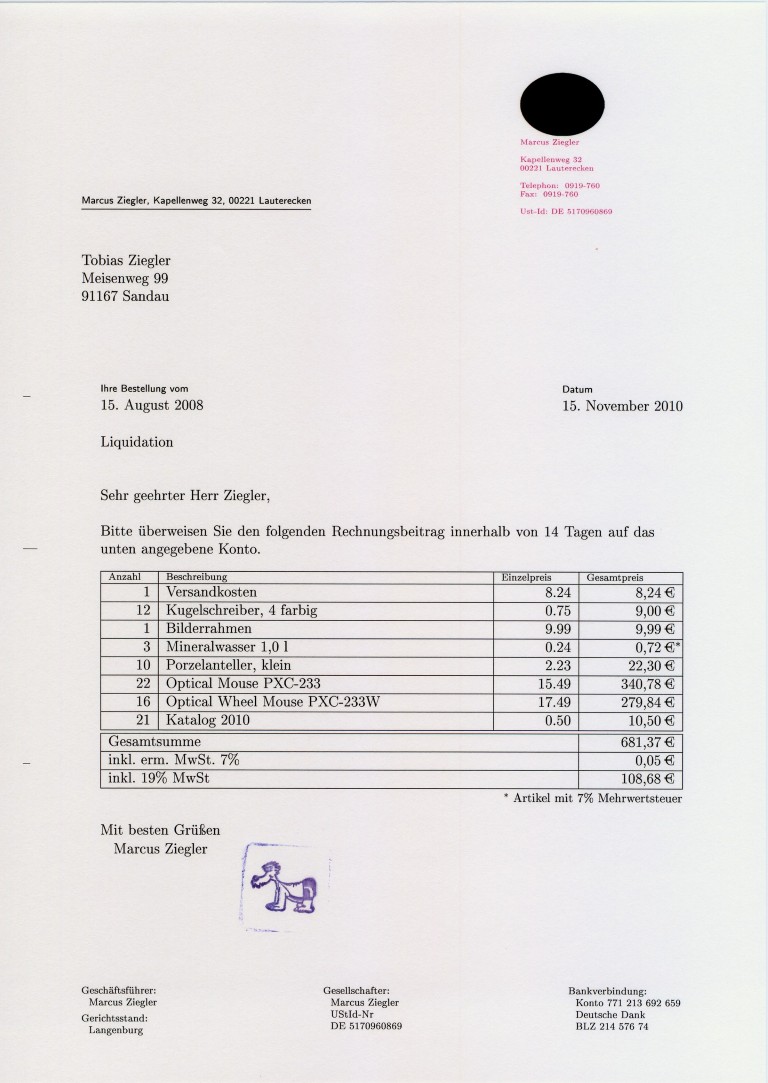 Marcus Ziegler
Kapellenweg 32
00221 Lauterecken
Telephon: 0919-760
Fax: 0919-760
Ust-Id: DE 5170960869
Marcus Ziegler, Kapellenweg 32, 00221 Lauterecken
Tobias Ziegler
Meisenweg 99
91167 Sandau
Ihre Bestellung vom Datum
15. August 2008 15. November 2010
Liquidation
Sehr geehrter Herr Ziegler,
Bitte überweisen Sie den folgenden Rechnungsbeitrag innerhalb von 14 Tagen auf das
unten angegebene Konto.
Anzahl Beschreibung Einzelpreis Gesamtpreis
1 Versandkosten 8.24 8,24 €
12 Kugelschreiber, 4 farbig 0.75 9,00 €
1 Bilderrahmen 9.99 9,99 €
3 Mineralwasser 1,0 l 0.24 0,72 €*
10 Porzelanteller, klein 2.23 22,30 €
22 Optical Mouse PXC-233 15.49 340,78 €
16 Optical Wheel Mouse PXC-233W 17.49 279,84 €
21 Katalog 2010 0.50 10,50 €
Gesamtsumme 681,37 €
inkl. erm. MwSt. 7% 0,05 €
inkl. 19% MwSt 108,68 €
* Artikel mit 7% Mehrwertsteuer
Mit besten Grüßen
Marcus Ziegler
Geschäftsführer: Gesellschafter: Bankverbindung:
Marcus Ziegler Marcus Ziegler Konto 771 213 692 659
Gerichtsstand: UStId-Nr Deutsche Dank
Langenburg DE 5170960869 BLZ 214 576 74